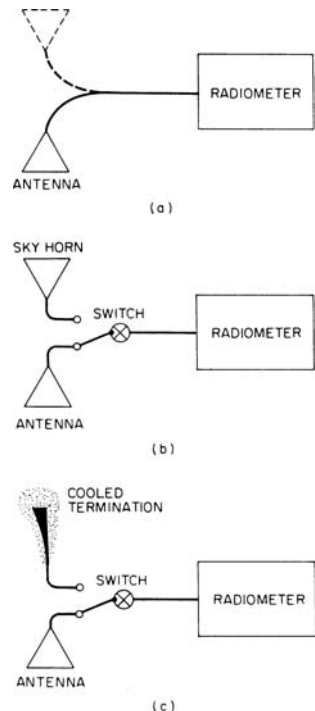 RADIOMETER
ANTENNA
(a)
SKY HORN
SWITCH
RADIOMETER
ANTENNA
(b)
COOLED
TERMINATION
SWITCH
RADIOMETER
ANTENNA
(c)